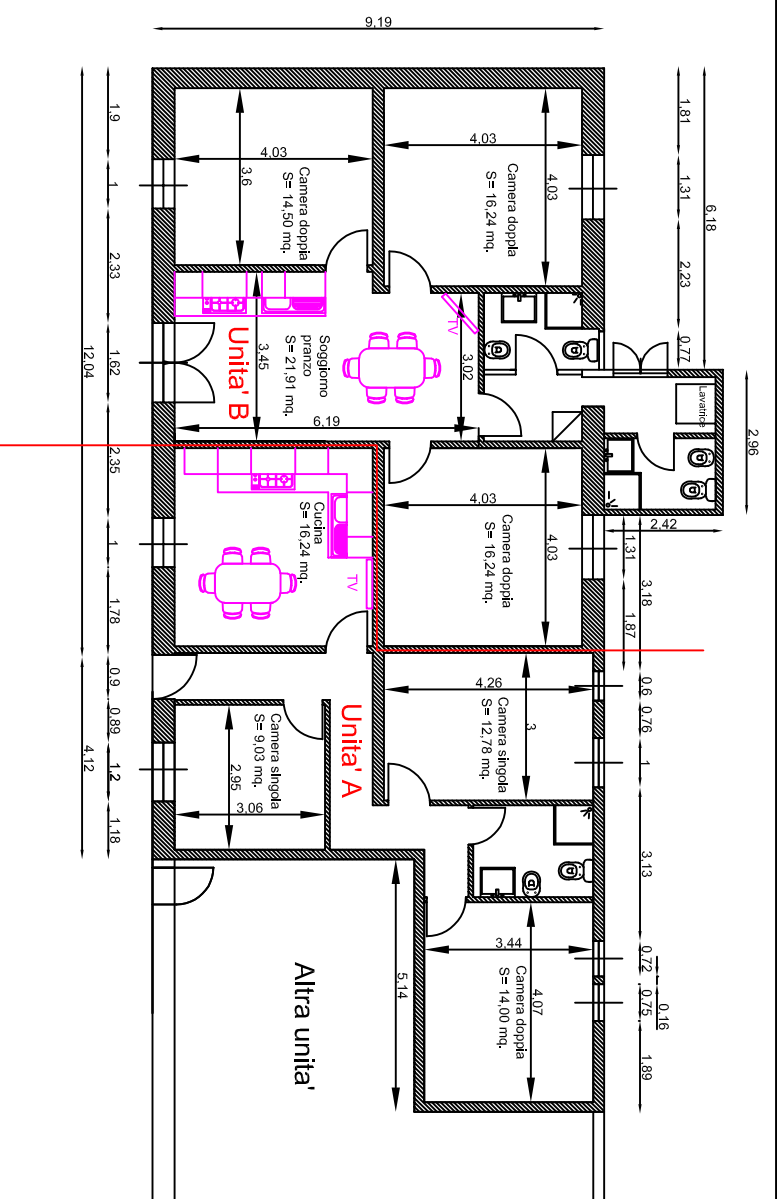 9,19
1,9
1
2,33
1,62
2,35
1
1,78
0,9
0,89
1,2
1,18
12,04
4,12
1,81
1,31
2,23
0,77
6,18
2,96
2,42
1,31
1,87
3,18
0,6
0,76
1
3,13
0,72
0,75
0,16
1,89
4,03
3,6
Camera doppia
S= 14,50 mq.
4,03
4,03
Camera doppia
S= 16,24 mq.
TV
Soggiorno
pranzo
S= 21,91 mq.
3,45
3,02
6,19
Unita' B
Lavatrice
Cucina
S= 16,24 mq.
TV
4,03
4,03
Camera doppia
S= 16,24 mq.
4,26
3
Camera singola
S= 12,78 mq.
Unita' A
Camera singola
S= 9,03 mq.
2,95
3,06
3,44
4,07
Camera doppia
S= 14,00 mq.
5,14
Altra unita'